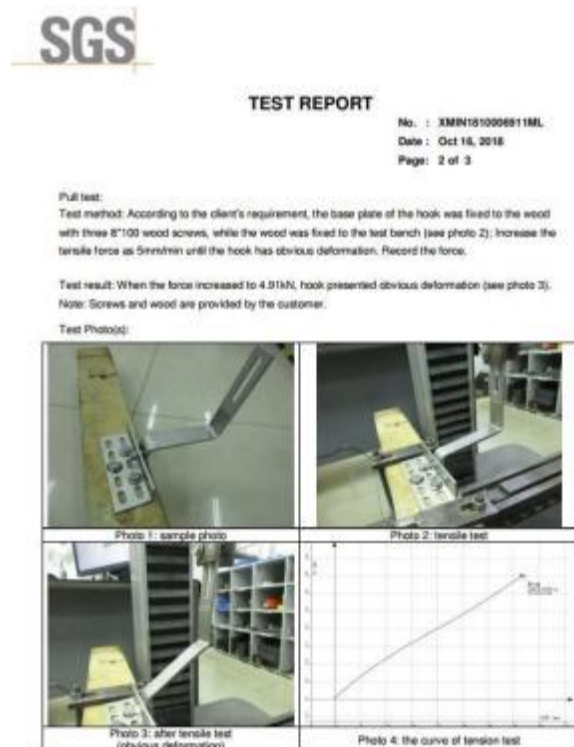 SGS
TEST REPORT
No. : XMIN1810006911ML
Date : Oct 16, 2018
Page: 2 of 3
Pull test:
Test method: According to the client's requirement, the base plate of the hook was fixed to the wood
with three 8*100 wood screws, while the wood was fixed to the test bench (see photo 2); Increase the
tensile force as 5mm/min until the hook has obvious deformation. Record the force.
Test result: When the force increased to 4.91kN, hook presented obvious deformation (see photo 3).
Note: Screws and wood are provided by the customer.
Test Photo(s):
Photo 1: sample photo
Photo 2: tensile test
Photo 3: after tensile test
(obvious deformation)
Photo 4: the curve of tension test